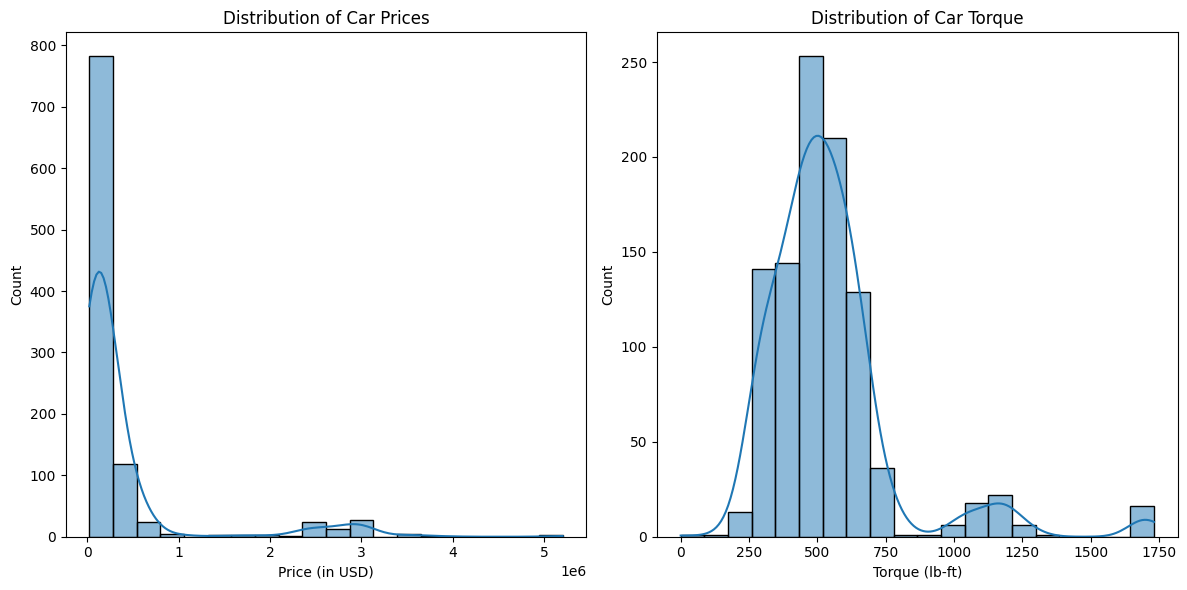 Distribution of Car Prices
800
700
600
500
400
300
200
100
0
Count
0 1 2 3 4 5
1e6
Price (in USD)
Distribution of Car Torque
250
200
150
100
50
0
Count
0 250 500 750 1000 1250 1500 1750
Torque (lb-ft)